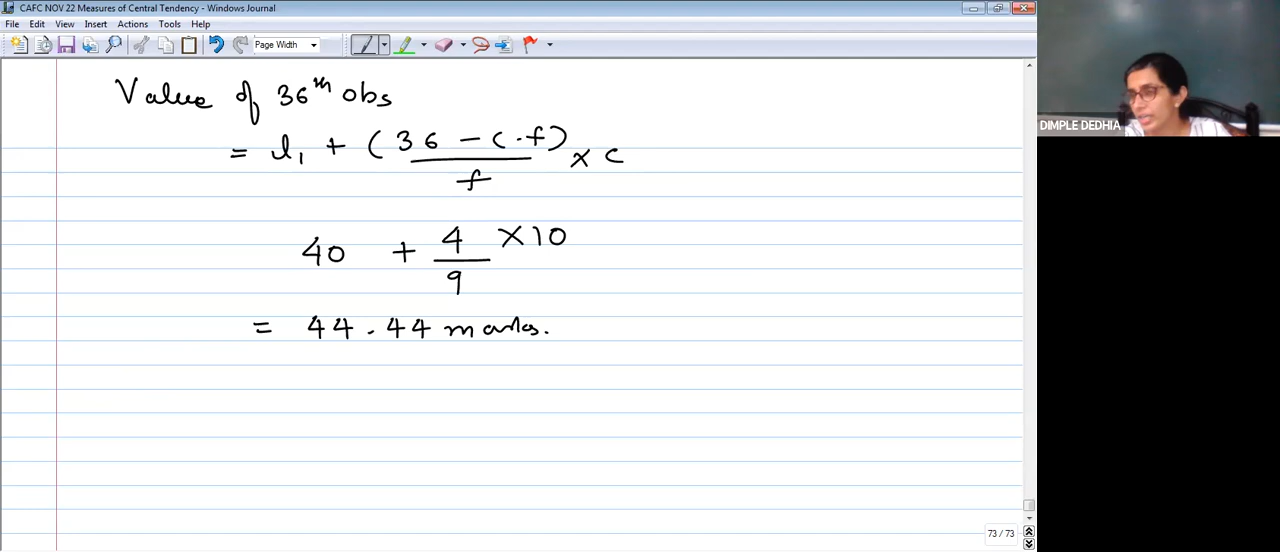 CAFC NOV 22 Measures of Central Tendency - Windows Journal
File Edit View Insert Actions Tools Help
Page Width
Value of 36th obs
= l1 + (36 - c.f) / f × c
40 + 4/9 × 10
= 44.44 marks.
73 / 73
DIMPLE DEDHIA